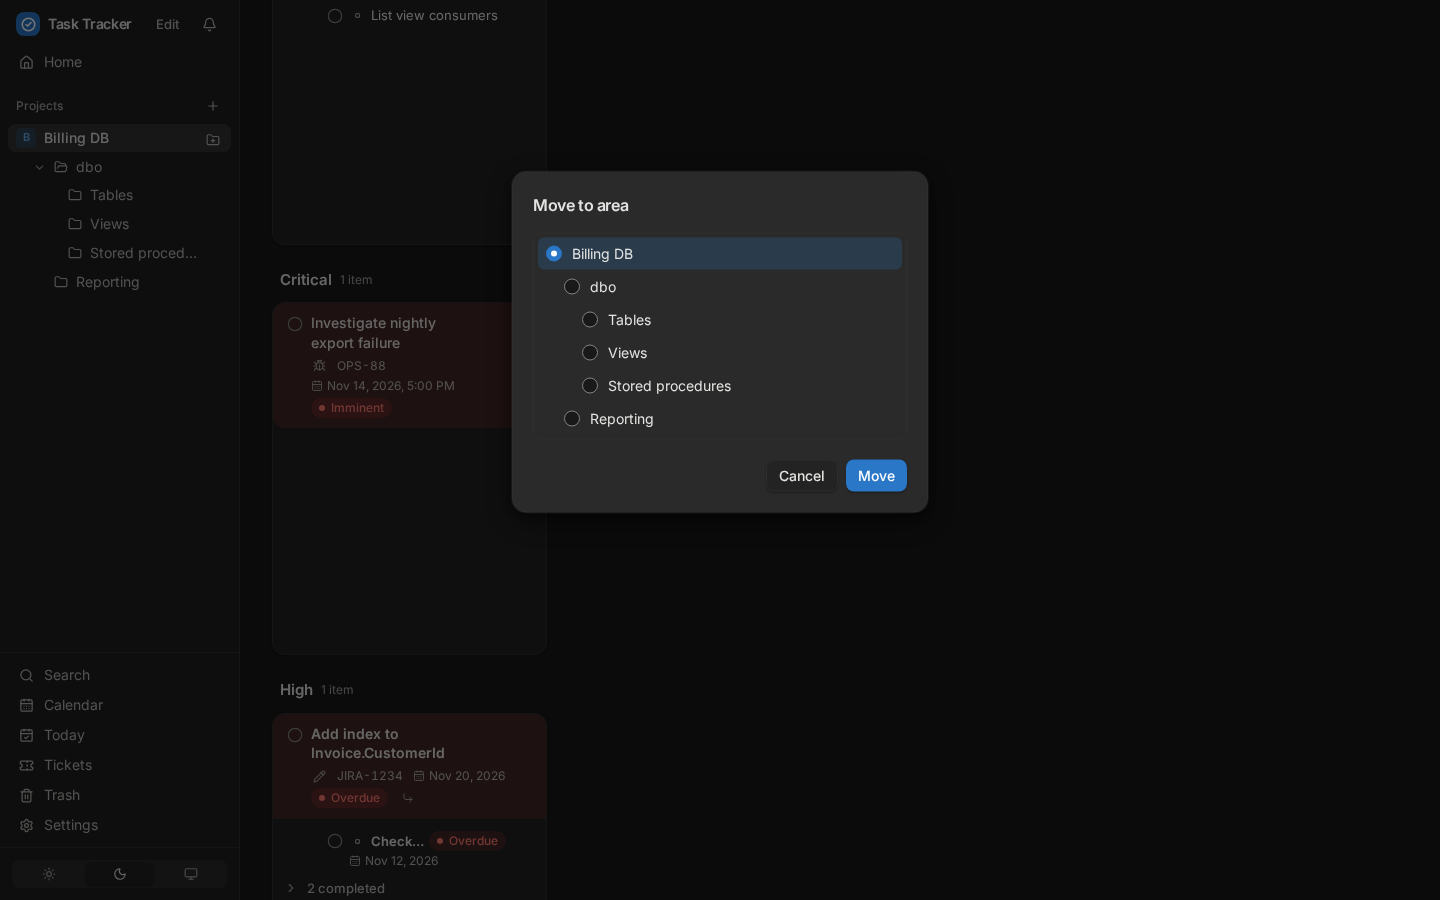 Task Tracker
Edit
Home
Projects
B
Billing DB
dbo
Tables
Views
Stored proced...
Reporting
Search
Calendar
Today
Tickets
Trash
Settings
List view consumers
Critical 1 item
Investigate nightly
export failure
OPS-88
Nov 14, 2026, 5:00 PM
Imminent
High 1 item
Add index to
Invoice.CustomerId
JIRA-1234 Nov 20, 2026
Overdue
Check... Overdue
Nov 12, 2026
2 completed
Move to area
Billing DB
dbo
Tables
Views
Stored procedures
Reporting
Cancel Move